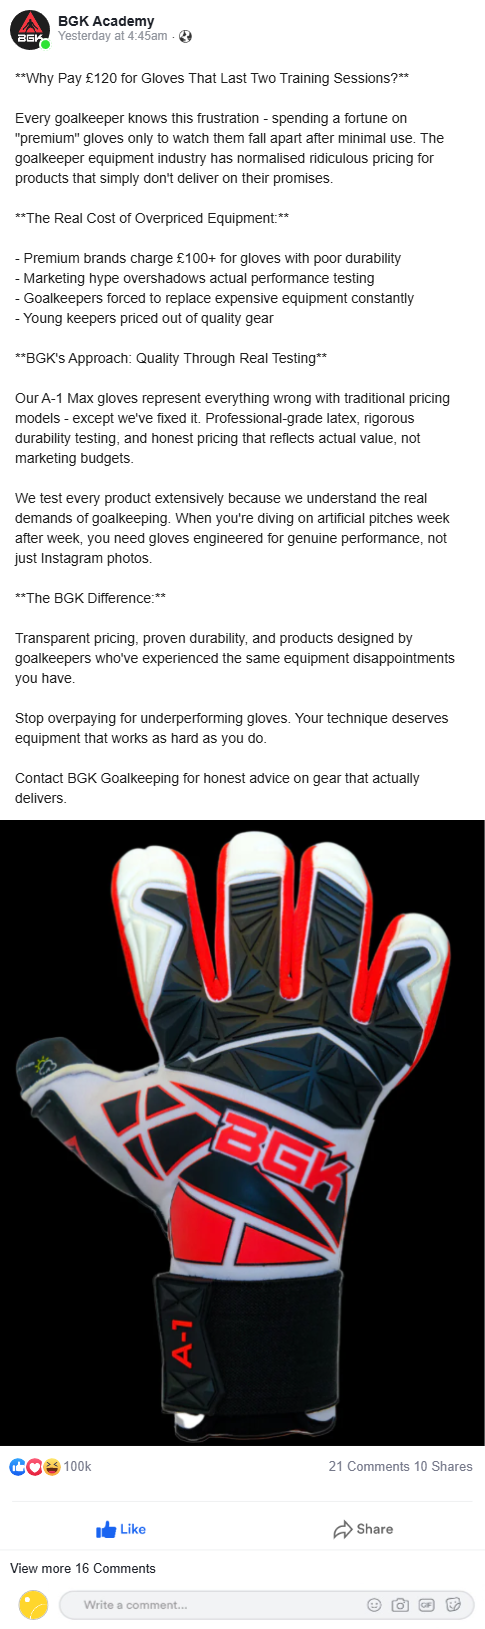 BGK Academy
BGK
Yesterday at 4:45am ·
**Why Pay £120 for Gloves That Last Two Training Sessions?**
Every goalkeeper knows this frustration - spending a fortune on
"premium" gloves only to watch them fall apart after minimal use. The
goalkeeper equipment industry has normalised ridiculous pricing for
products that simply don't deliver on their promises.
**The Real Cost of Overpriced Equipment:**
- Premium brands charge £100+ for gloves with poor durability
- Marketing hype overshadows actual performance testing
- Goalkeepers forced to replace expensive equipment constantly
- Young keepers priced out of quality gear
**BGK's Approach: Quality Through Real Testing**
Our A-1 Max gloves represent everything wrong with traditional pricing
models - except we've fixed it. Professional-grade latex, rigorous
durability testing, and honest pricing that reflects actual value, not
marketing budgets.
We test every product extensively because we understand the real
demands of goalkeeping. When you're diving on artificial pitches week
after week, you need gloves engineered for genuine performance, not
just Instagram photos.
**The BGK Difference:**
Transparent pricing, proven durability, and products designed by
goalkeepers who've experienced the same equipment disappointments
you have.
Stop overpaying for underperforming gloves. Your technique deserves
equipment that works as hard as you do.
Contact BGK Goalkeeping for honest advice on gear that actually
delivers.
BGK
A-1
100k
21 Comments 10 Shares
Like
Share
View more 16 Comments
Write a comment...
GIF